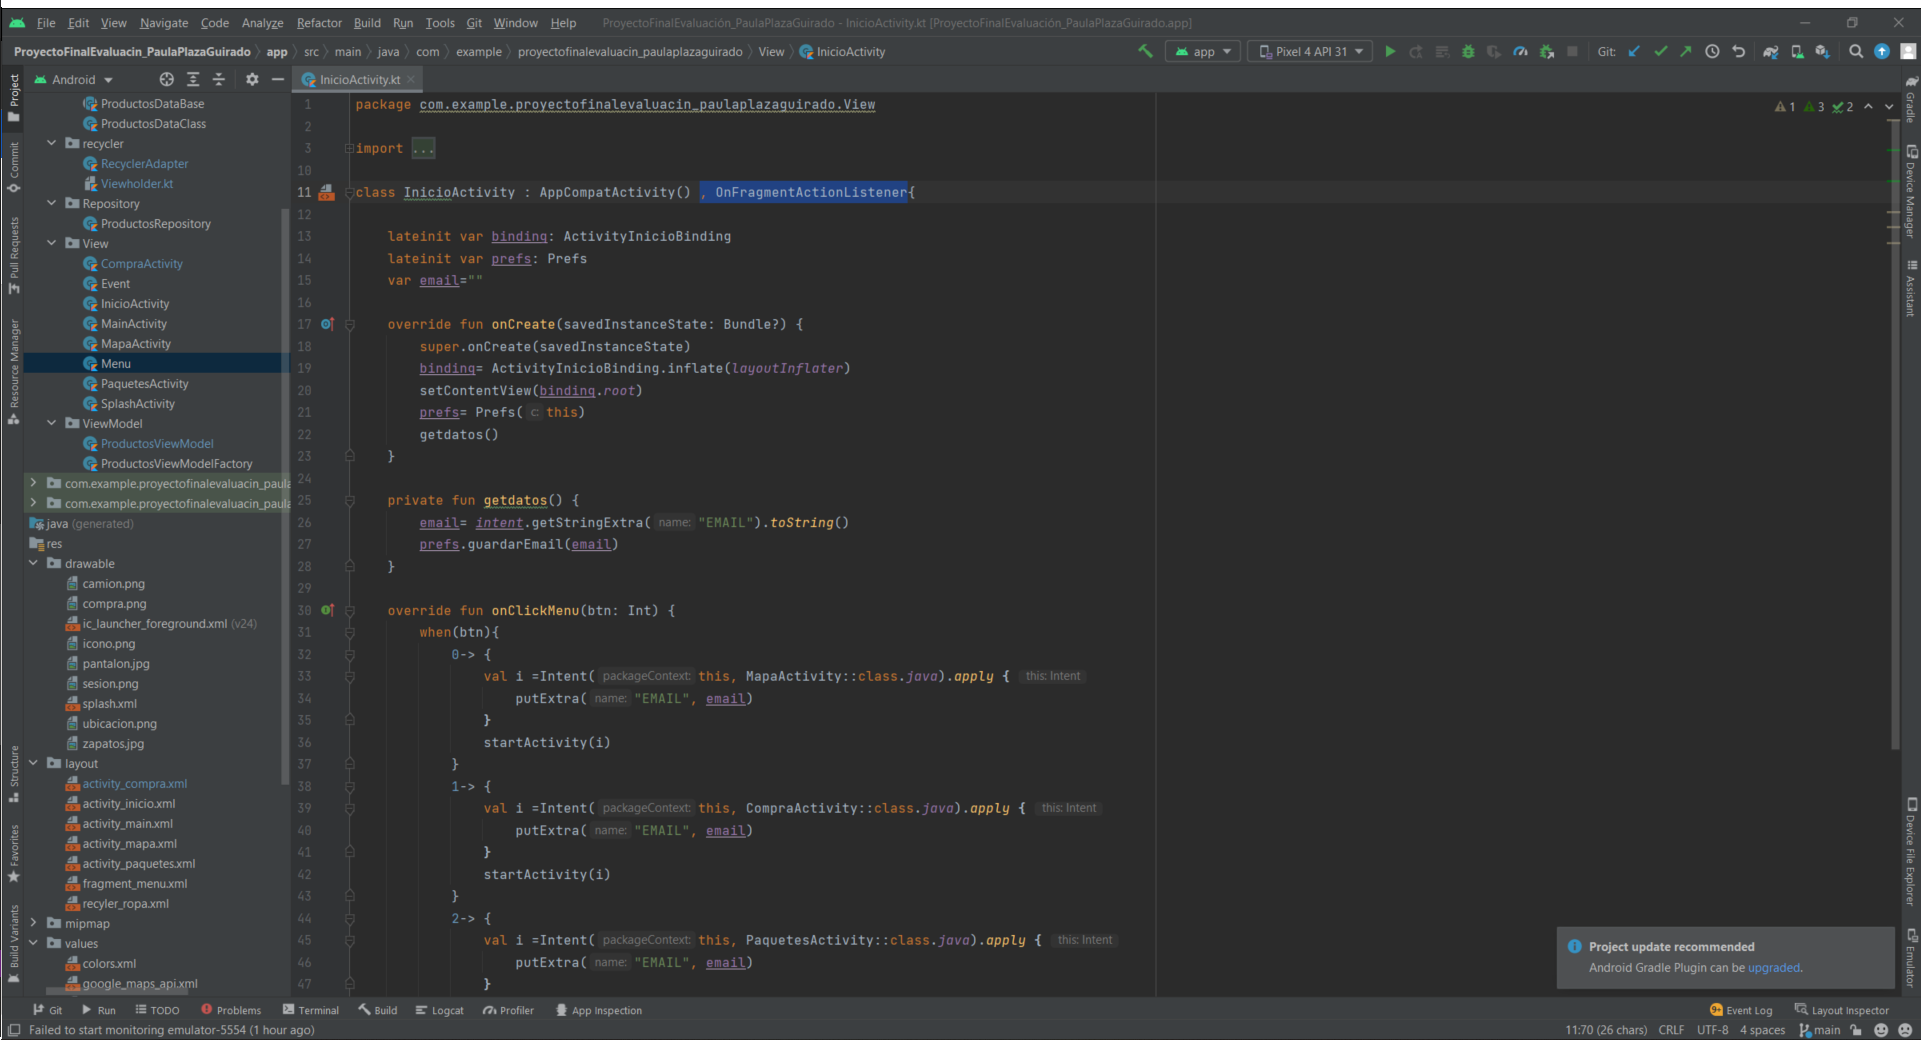 File Edit View Navigate Code Analyze Refactor Build Run Tools Git Window Help ProyectoFinalEvaluación_PaulaPlazaGuirado - InicioActivity.kt [ProyectoFinalEvaluación_PaulaPlazaGuirado.app]
ProyectoFinalEvaluacin_PaulaPlazaGuirado app src main java com example proyectofinalevaluacin_paulaplazaguirado View InicioActivity app Pixel 4 API 31 Git:
Android InicioActivity.kt
Project
Commit
Pull Requests
Resource Manager
Structure
Favorites
Build Variants
ProductosDataBase
ProductosDataClass
recycler
RecyclerAdapter
Viewholder.kt
Repository
ProductosRepository
View
CompraActivity
Event
InicioActivity
MainActivity
MapaActivity
Menu
PaquetesActivity
SplashActivity
ViewModel
ProductosViewModel
ProductosViewModelFactory
com.example.proyectofinalevaluacin_paula
com.example.proyectofinalevaluacin_paula
java (generated)
res
drawable
camion.png
compra.png
ic_launcher_foreground.xml (v24)
icono.png
pantalon.jpg
sesion.png
splash.xml
ubicacion.png
zapatos.jpg
layout
activity_compra.xml
activity_inicio.xml
activity_main.xml
activity_mapa.xml
activity_paquetes.xml
fragment_menu.xml
recyler_ropa.xml
mipmap
values
colors.xml
google_maps_api.xml
1 package com.example.proyectofinalevaluacin_paulaplazaguirado.View
2
3 import ...
10
11 class InicioActivity : AppCompatActivity() , OnFragmentActionListener{
12
13 lateinit var binding: ActivityInicioBinding
14 lateinit var prefs: Prefs
15 var email=""
16
17 override fun onCreate(savedInstanceState: Bundle?) {
18 super.onCreate(savedInstanceState)
19 binding= ActivityInicioBinding.inflate(layoutInflater)
20 setContentView(binding.root)
21 prefs= Prefs( c: this)
22 getdatos()
23 }
24
25 private fun getdatos() {
26 email= intent.getStringExtra( name: "EMAIL").toString()
27 prefs.guardarEmail(email)
28 }
29
30 override fun onClickMenu(btn: Int) {
31 when(btn){
32 0-> {
33 val i =Intent( packageContext: this, MapaActivity::class.java).apply { this: Intent
34 putExtra( name: "EMAIL", email)
35 }
36 startActivity(i)
37 }
38 1-> {
39 val i =Intent( packageContext: this, CompraActivity::class.java).apply { this: Intent
40 putExtra( name: "EMAIL", email)
41 }
42 startActivity(i)
43 }
44 2-> {
45 val i =Intent( packageContext: this, PaquetesActivity::class.java).apply { this: Intent
46 putExtra( name: "EMAIL", email)
47 }
1 3 2
Gradle
Device Manager
Assistant
Device File Explorer
Emulator
Project update recommended
Android Gradle Plugin can be upgraded.
Git Run TODO Problems Terminal Build Logcat Profiler App Inspection 9+ Event Log Layout Inspector
Failed to start monitoring emulator-5554 (1 hour ago) 11:70 (26 chars) CRLF UTF-8 4 spaces main